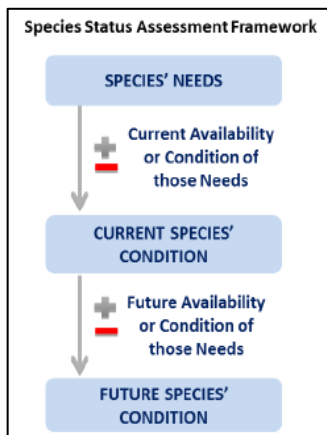 Species Status Assessment Framework
SPECIES' NEEDS
Current Availability
or Condition of
those Needs
CURRENT SPECIES'
CONDITION
Future Availability
or Condition of
those Needs
FUTURE SPECIES'
CONDITION